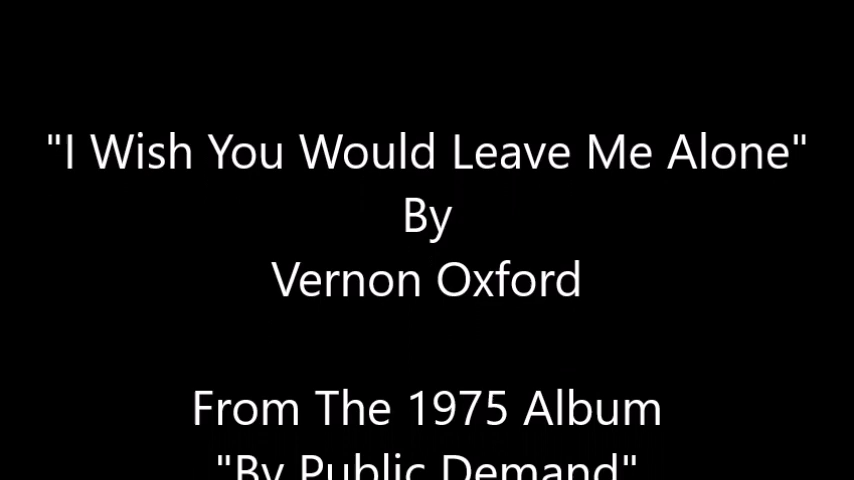 "I Wish You Would Leave Me Alone"
By
Vernon Oxford
From The 1975 Album
"By Public Demand"